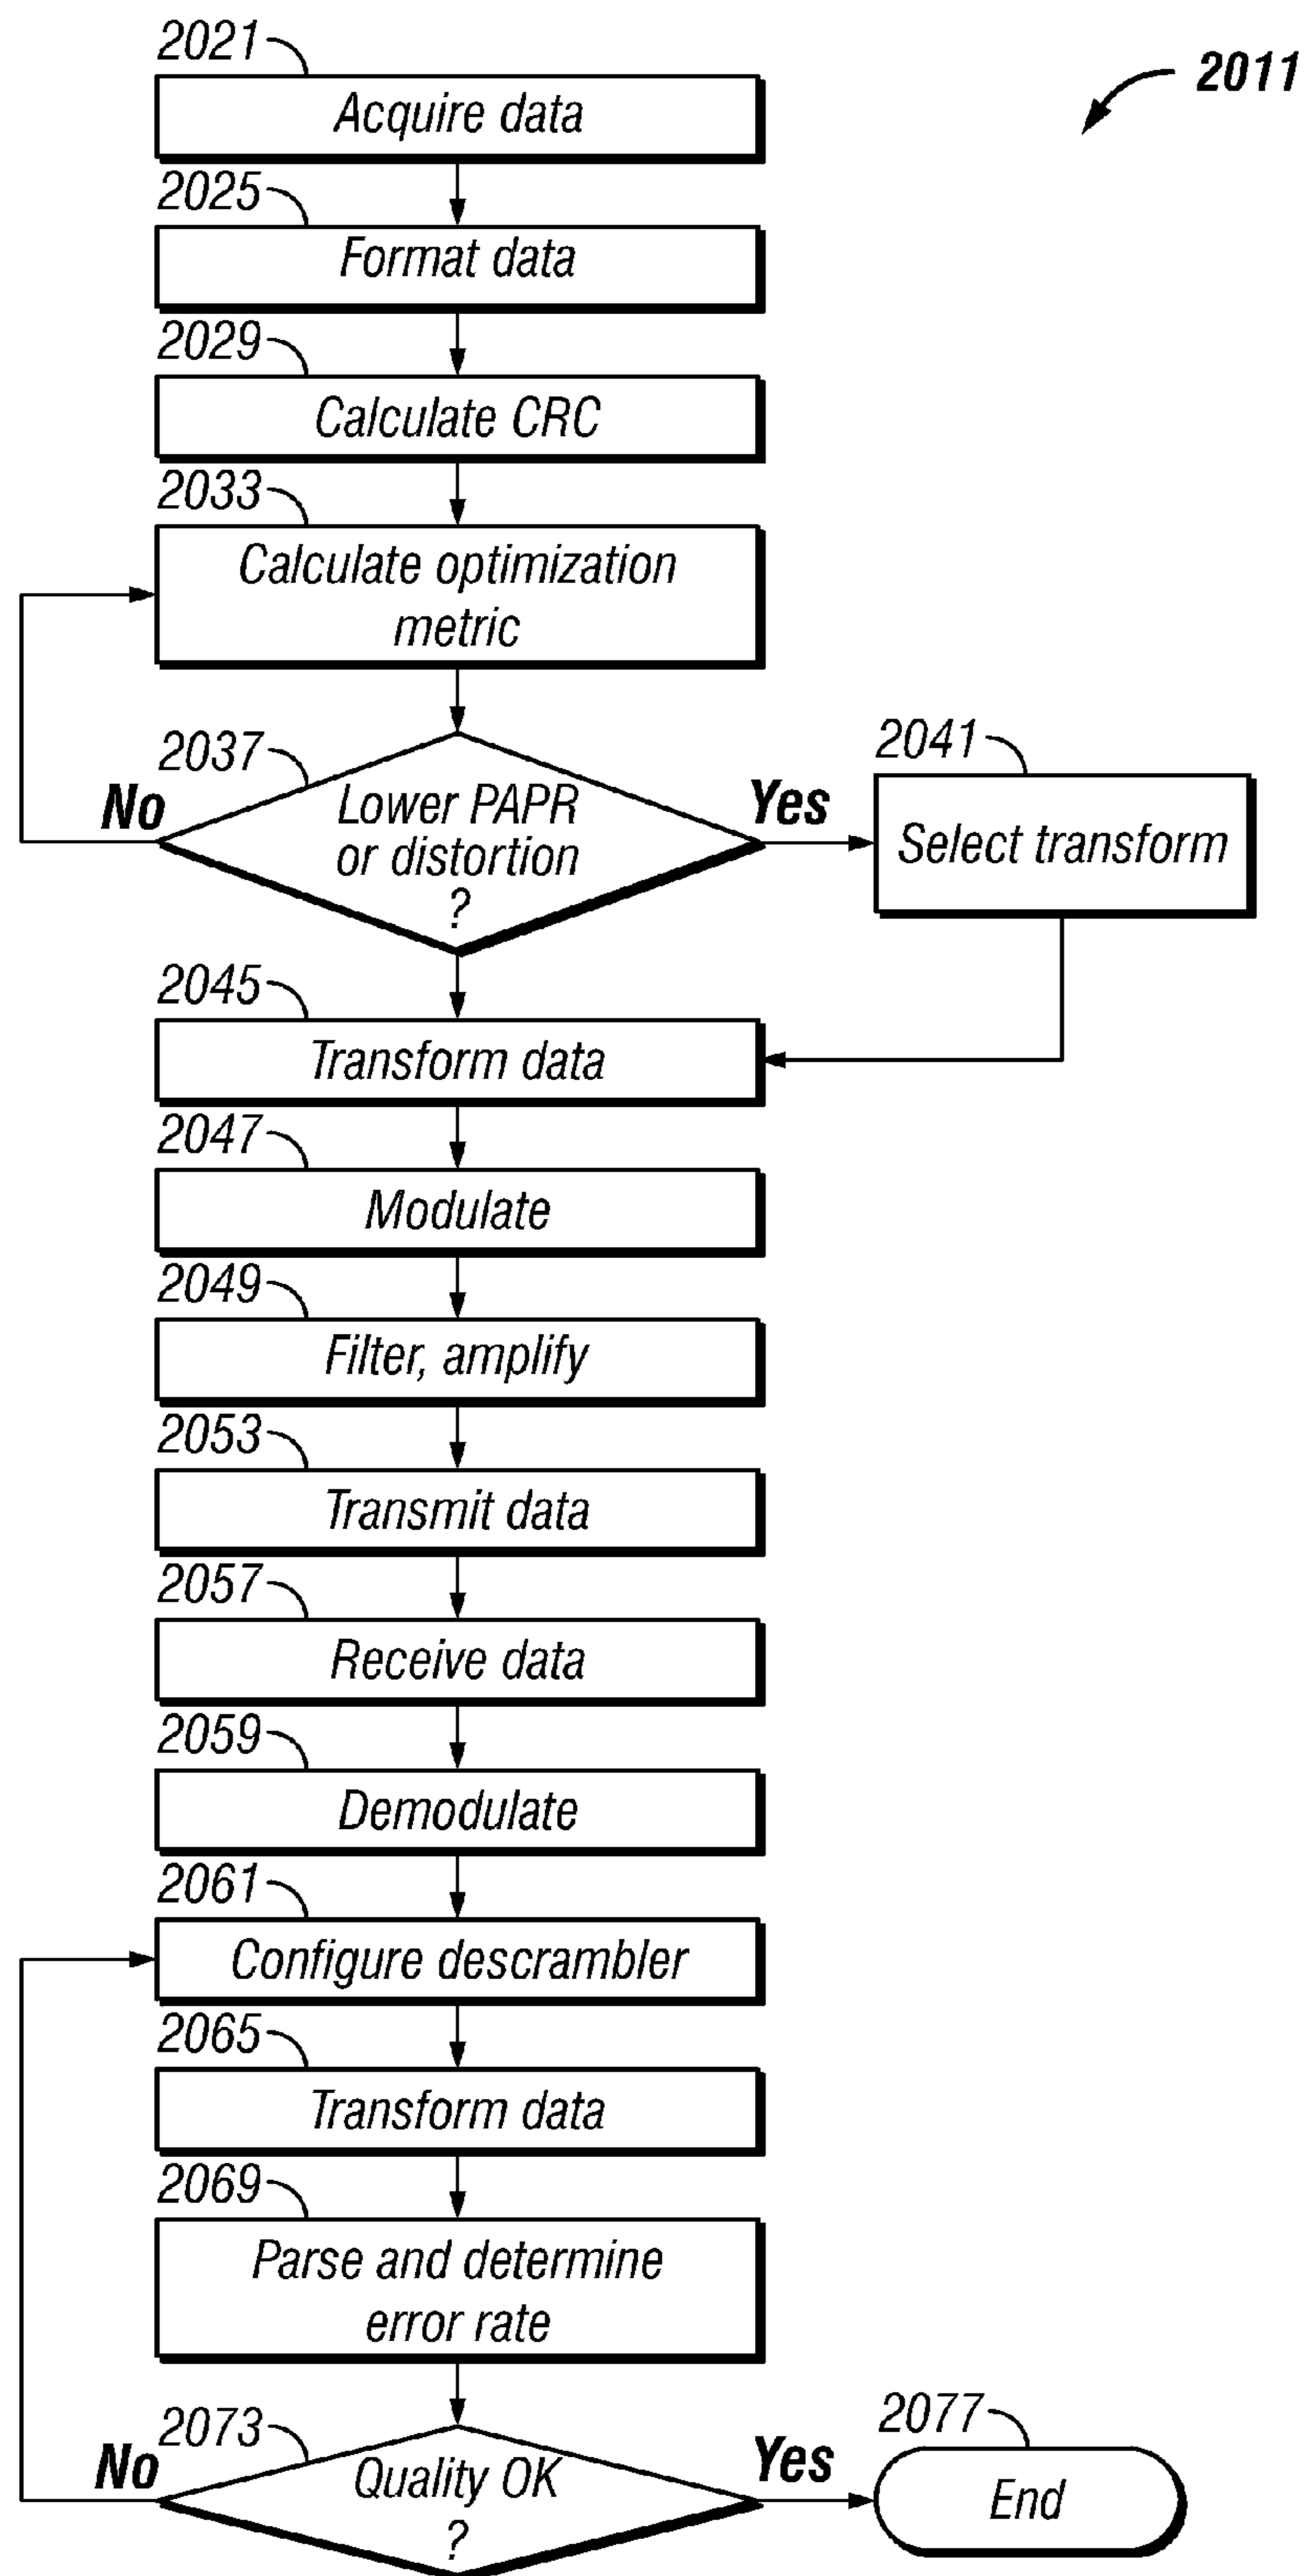 2011
2021
Acquire data
2025
Format data
2029
Calculate CRC
2033
Calculate optimization
metric
2037
No
Lower PAPR
or distortion
?
Yes
2041
Select transform
2045
Transform data
2047
Modulate
2049
Filter, amplify
2053
Transmit data
2057
Receive data
2059
Demodulate
2061
Configure descrambler
2065
Transform data
2069
Parse and determine
error rate
2073
No
Quality OK
?
Yes
2077
End